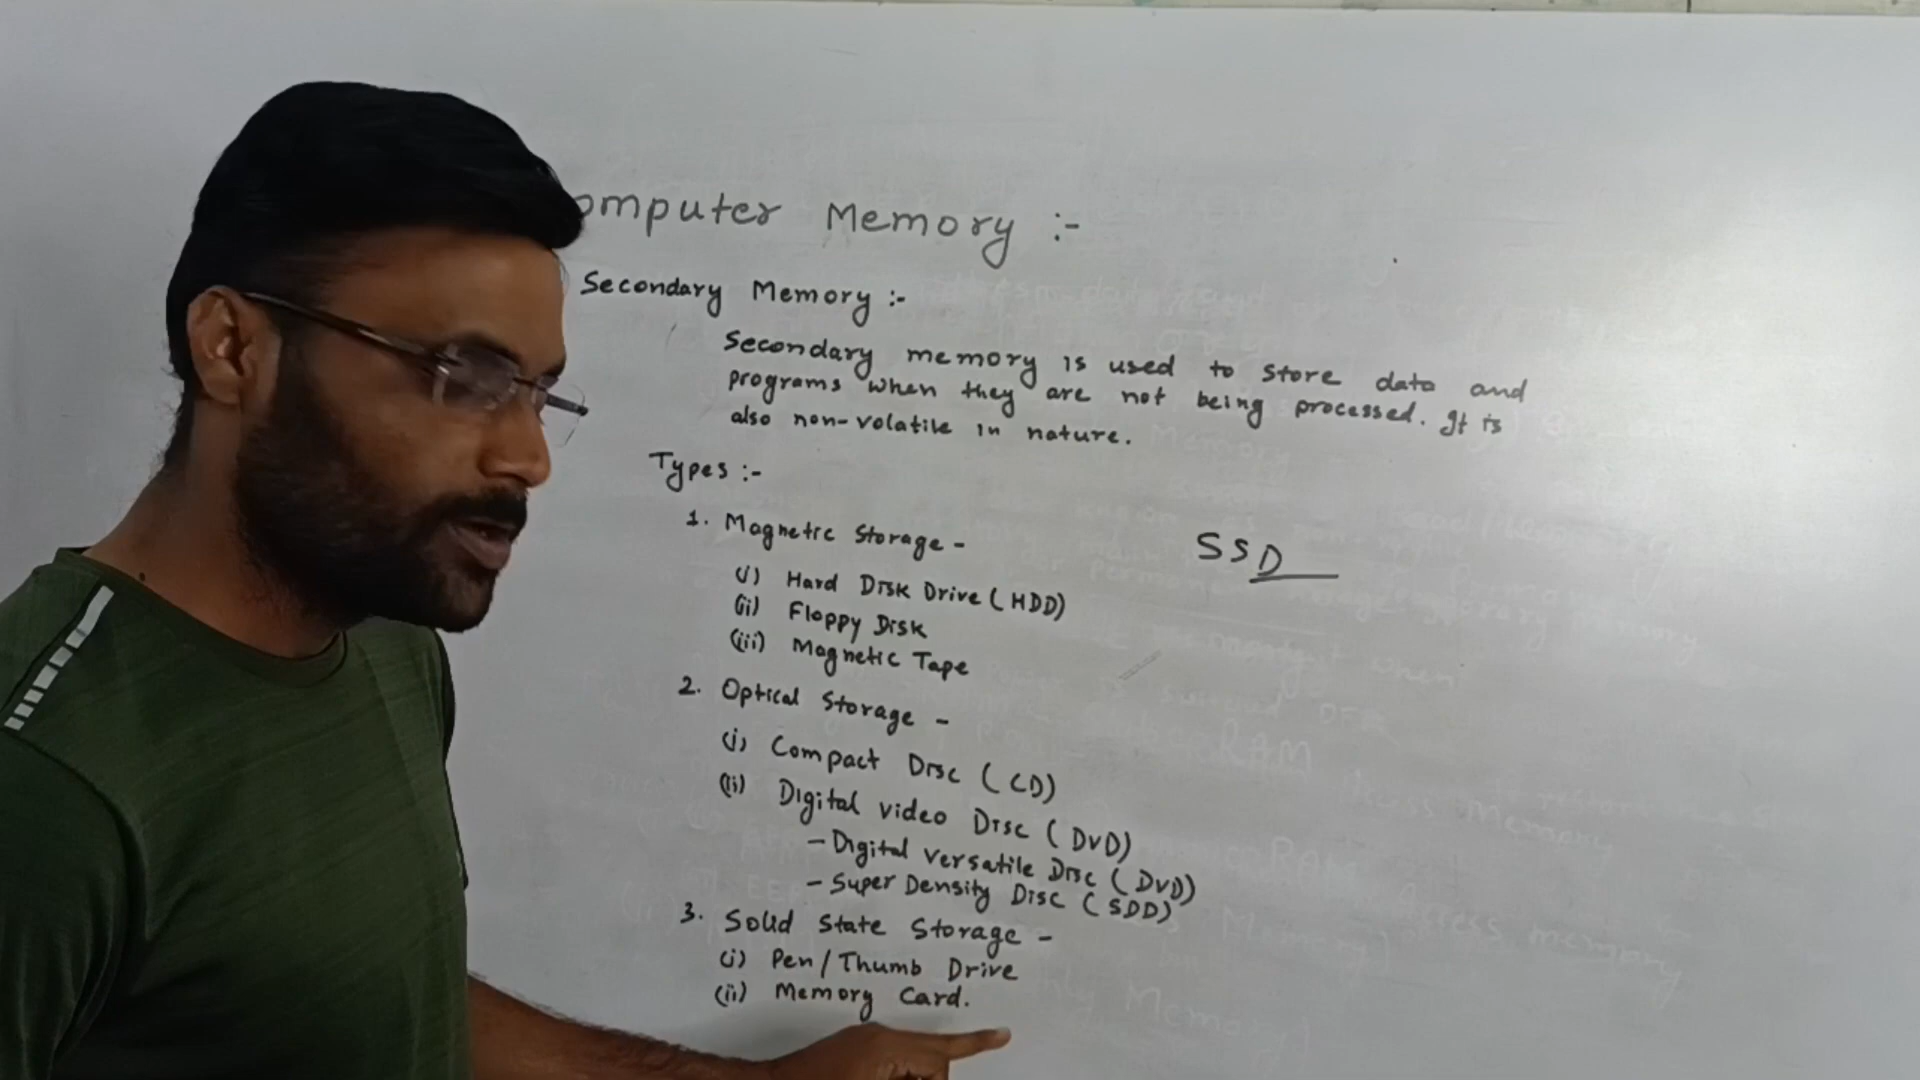 omputer Memory :-
Secondary Memory :-
Secondary memory is used to store data and
programs when they are not being processed. It is
also non-volatile in nature.
Types :-
1. Magnetic Storage -
(i) Hard Disk Drive (HDD)
(ii) Floppy Disk
(iii) Magnetic Tape
SSD
2. Optical Storage -
(i) Compact Disc (CD)
(ii) Digital video Disc (DVD)
- Digital versatile Disc (DVD)
- Super Density Disc (SDD)
3. Solid State Storage -
(i) Pen/Thumb Drive
(ii) Memory Card.